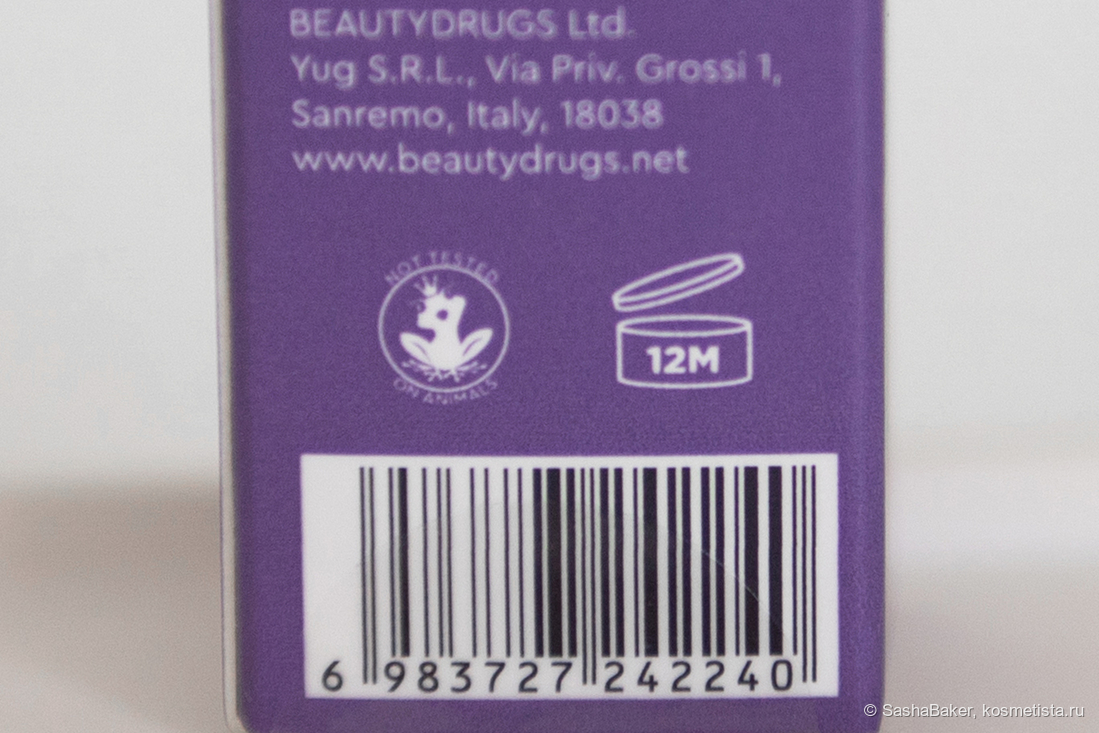 BEAUTYDRUGS Ltd.
Yug S.R.L., Via Priv. Grossi 1,
Sanremo, Italy, 18038
www.beautydrugs.net
NOT TESTED
ON ANIMALS
12M
6 983727 242240
© SashaBaker, kosmetista.ru